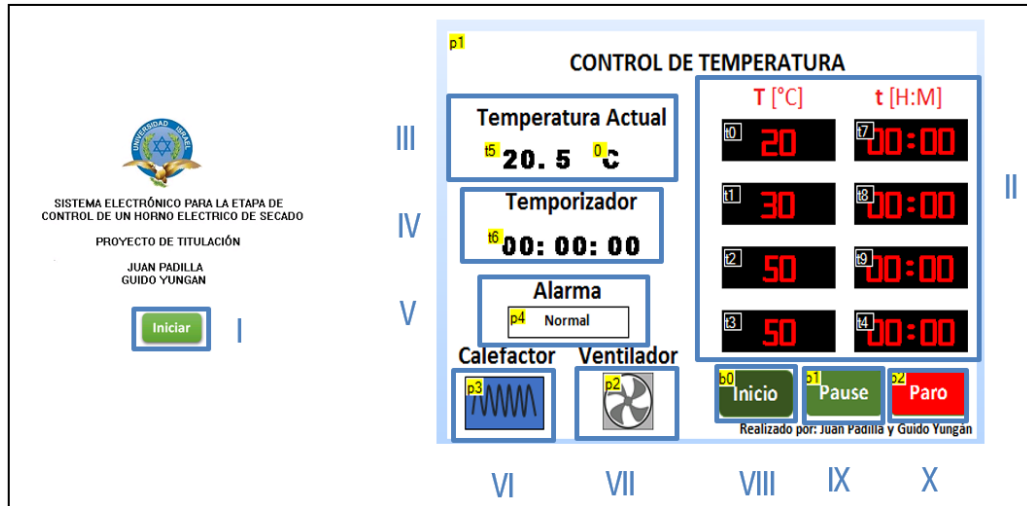 UNIVERSIDAD ISRAEL
SISTEMA ELECTRÓNICO PARA LA ETAPA DE
CONTROL DE UN HORNO ELECTRICO DE SECADO
PROYECTO DE TITULACIÓN
JUAN PADILLA
GUIDO YUNGAN
Iniciar
I
p1
CONTROL DE TEMPERATURA
III
Temperatura Actual
t5 20. 5 0 C
IV
Temporizador
t6 00: 00: 00
V
Alarma
p4 Normal
Calefactor Ventilador
p3 p2
VI VII
T [°C] t [H:M]
t0 20 t7 00:00
t1 30 t8 00:00
t2 50 t9 00:00
t3 50 t4 00:00
II
b0 Inicio b1 Pause b2 Paro
Realizado por: Juan Padilla y Guido Yungán
VIII IX X